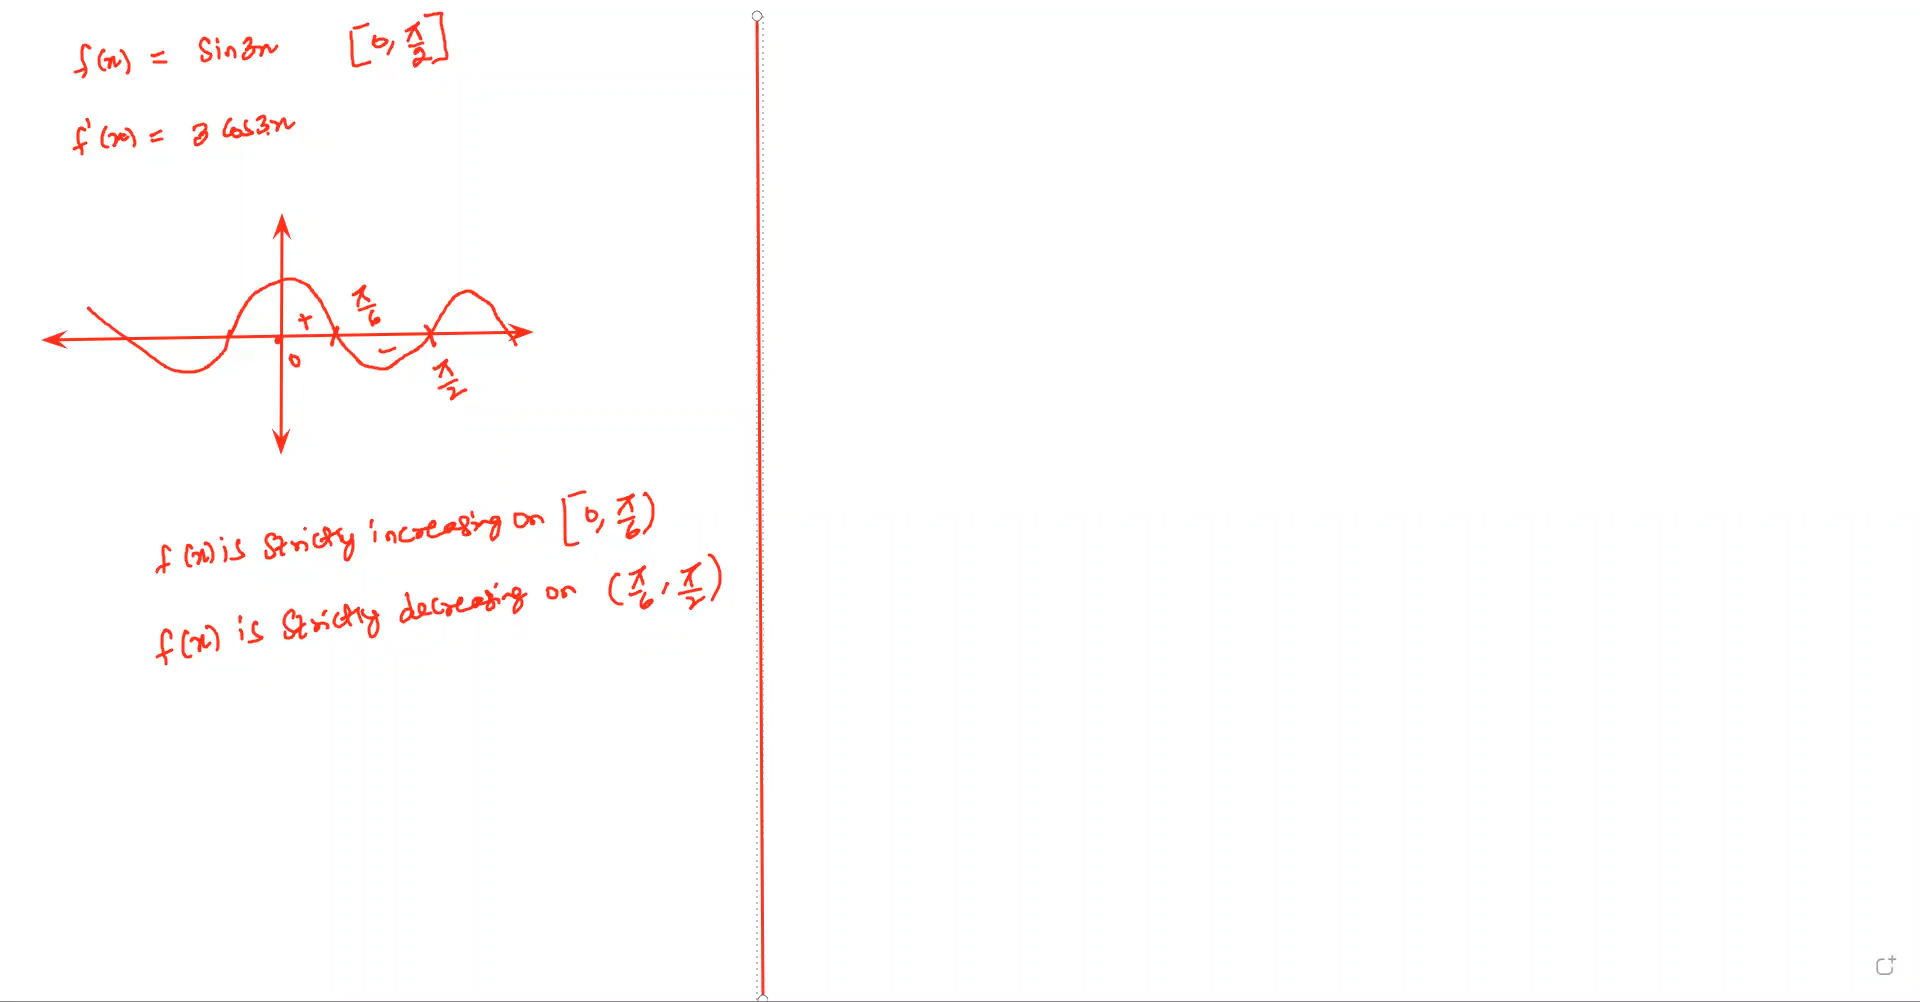 f(x) = Sin3x [0, π/2]
f'(x) = 3 Cos3x
π/6
+
-
0
π/2
f(x) is strictly increasing on [0, π/6)
f(x) is strictly decreasing on (π/6, π/2)